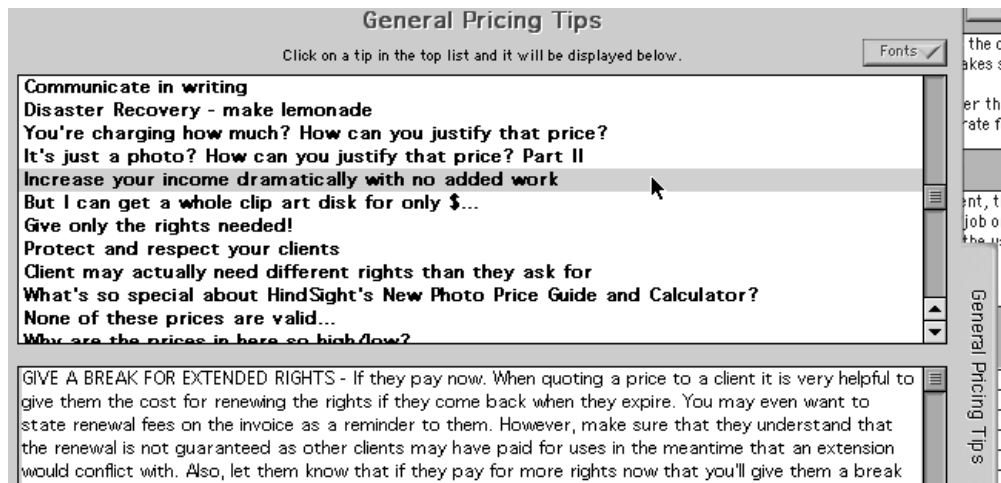 General Pricing Tips
Click on a tip in the top list and it will be displayed below.
Fonts
Communicate in writing
Disaster Recovery - make lemonade
You're charging how much? How can you justify that price?
It's just a photo? How can you justify that price? Part II
Increase your income dramatically with no added work
But I can get a whole clip art disk for only $...
Give only the rights needed!
Protect and respect your clients
Client may actually need different rights than they ask for
What's so special about HindSight's New Photo Price Guide and Calculator?
None of these prices are valid...
Why are the prices in here so high/low?
GIVE A BREAK FOR EXTENDED RIGHTS - If they pay now. When quoting a price to a client it is very helpful to
give them the cost for renewing the rights if they come back when they expire. You may even want to
state renewal fees on the invoice as a reminder to them. However, make sure that they understand that
the renewal is not guaranteed as other clients may have paid for uses in the meantime that an extension
would conflict with. Also, let them know that if they pay for more rights now that you'll give them a break
the
General Pricing Tips